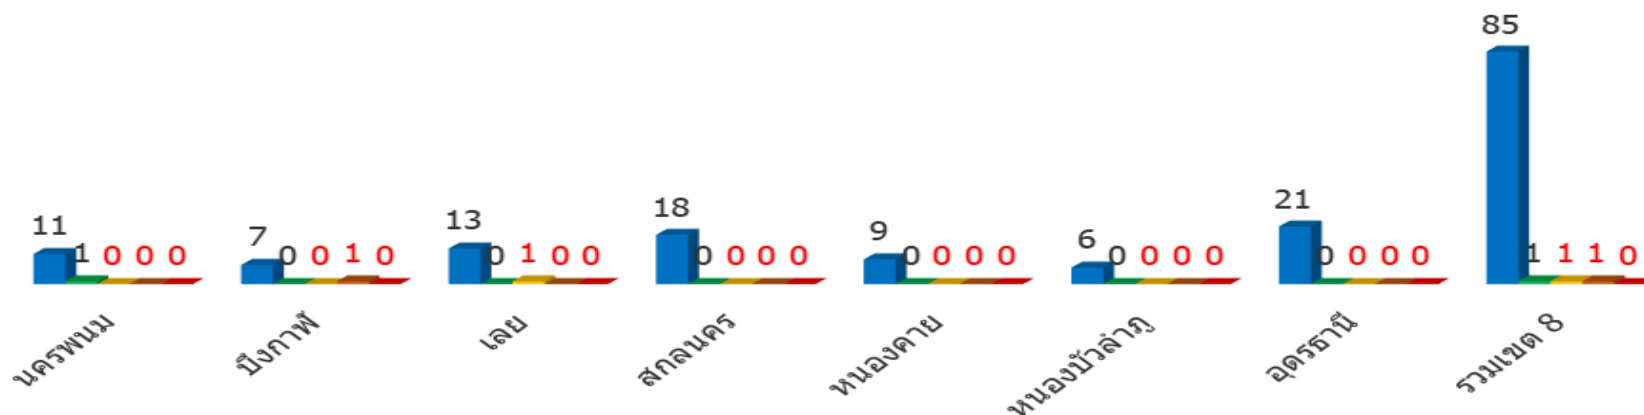 11 1 0 0 0
7 0 0 1 0
13 0 1 0 0
18 0 0 0 0
9 0 0 0 0
6 0 0 0 0
21 0 0 0 0
85 1 1 1 0
นครพนม
บึงกาฬ
เลย
สกลนคร
หนองคาย
หนองบัวลำภู
อุดรธานี
รวมเขต 8